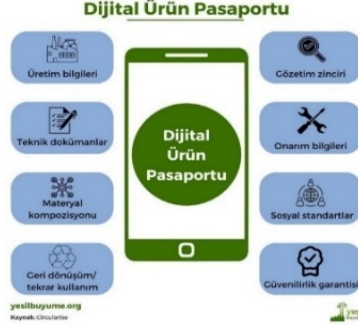 Dijital Ürün Pasaportu
Üretim bilgileri
Teknik dokümanlar
Materyal
kompozisyonu
Geri dönüşüm/
tekrar kullanım
Dijital
Ürün
Pasaportu
Gözetim zinciri
Onarım bilgileri
Sosyal standartlar
Güvenilirlik garantisi
yesilbuyume.org
Kaynak: Circularise